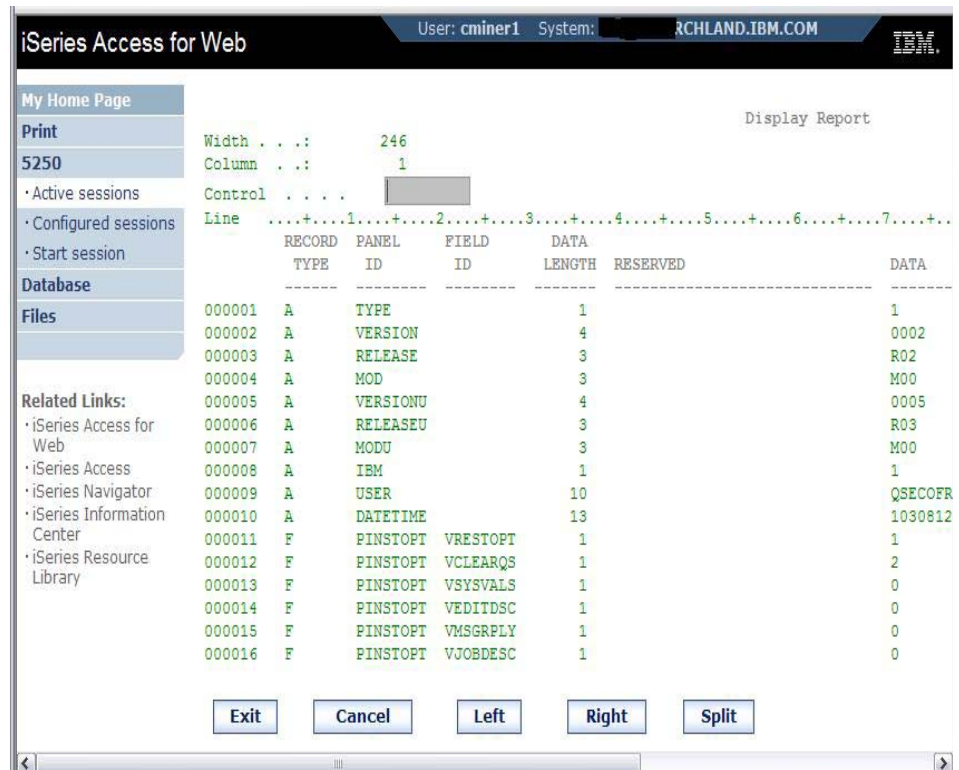 iSeries Access for Web
User: cminer1 System: RCHLAND.IBM.COM
IBM.
My Home Page
Print
5250
· Active sessions
· Configured sessions
· Start session
Database
Files
Related Links:
· iSeries Access for
Web
· iSeries Access
· iSeries Navigator
· iSeries Information
Center
· iSeries Resource
Library
Display Report
Width . . .: 246
Column . .: 1
Control . . . . .
Line ....+....1....+....2....+....3....+....4....+....5....+....6....+....7....+..
RECORD PANEL FIELD DATA
TYPE ID ID LENGTH RESERVED DATA
------ -------- -------- ------- ----------------------------- -------
000001 A TYPE 1 1
000002 A VERSION 4 0002
000003 A RELEASE 3 R02
000004 A MOD 3 M00
000005 A VERSIONU 4 0005
000006 A RELEASEU 3 R03
000007 A MODU 3 M00
000008 A IBM 1 1
000009 A USER 10 QSECOFR
000010 A DATETIME 13 1030812
000011 F PINSTOPT VRESTOPT 1 1
000012 F PINSTOPT VCLEARQS 1 2
000013 F PINSTOPT VSYSVALS 1 0
000014 F PINSTOPT VEDITDSC 1 0
000015 F PINSTOPT VMSGRPLY 1 0
000016 F PINSTOPT VJOBDESC 1 0
Exit Cancel Left Right Split